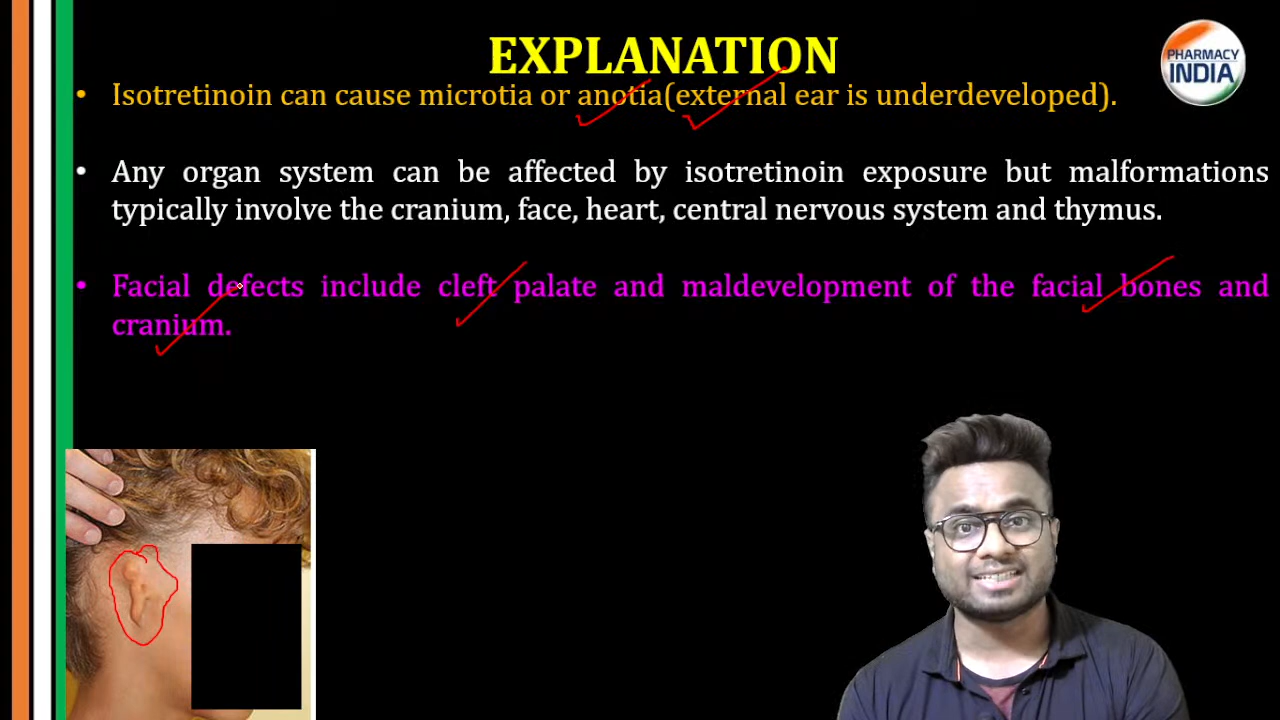 EXPLANATION
PHARMACY
INDIA
• Isotretinoin can cause microtia or anotia(external ear is underdeveloped).
• Any organ system can be affected by isotretinoin exposure but malformations
typically involve the cranium, face, heart, central nervous system and thymus.
• Facial defects include cleft palate and maldevelopment of the facial bones and
cranium.